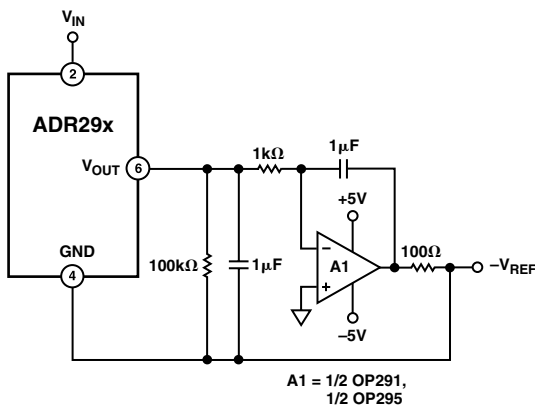 V_IN
2
ADR29x
V_OUT 6
1kΩ
1μF
+5V
GND
4
100kΩ
1μF
−
A1
+
100Ω
−V_REF
−5V
A1 = 1/2 OP291,
1/2 OP295